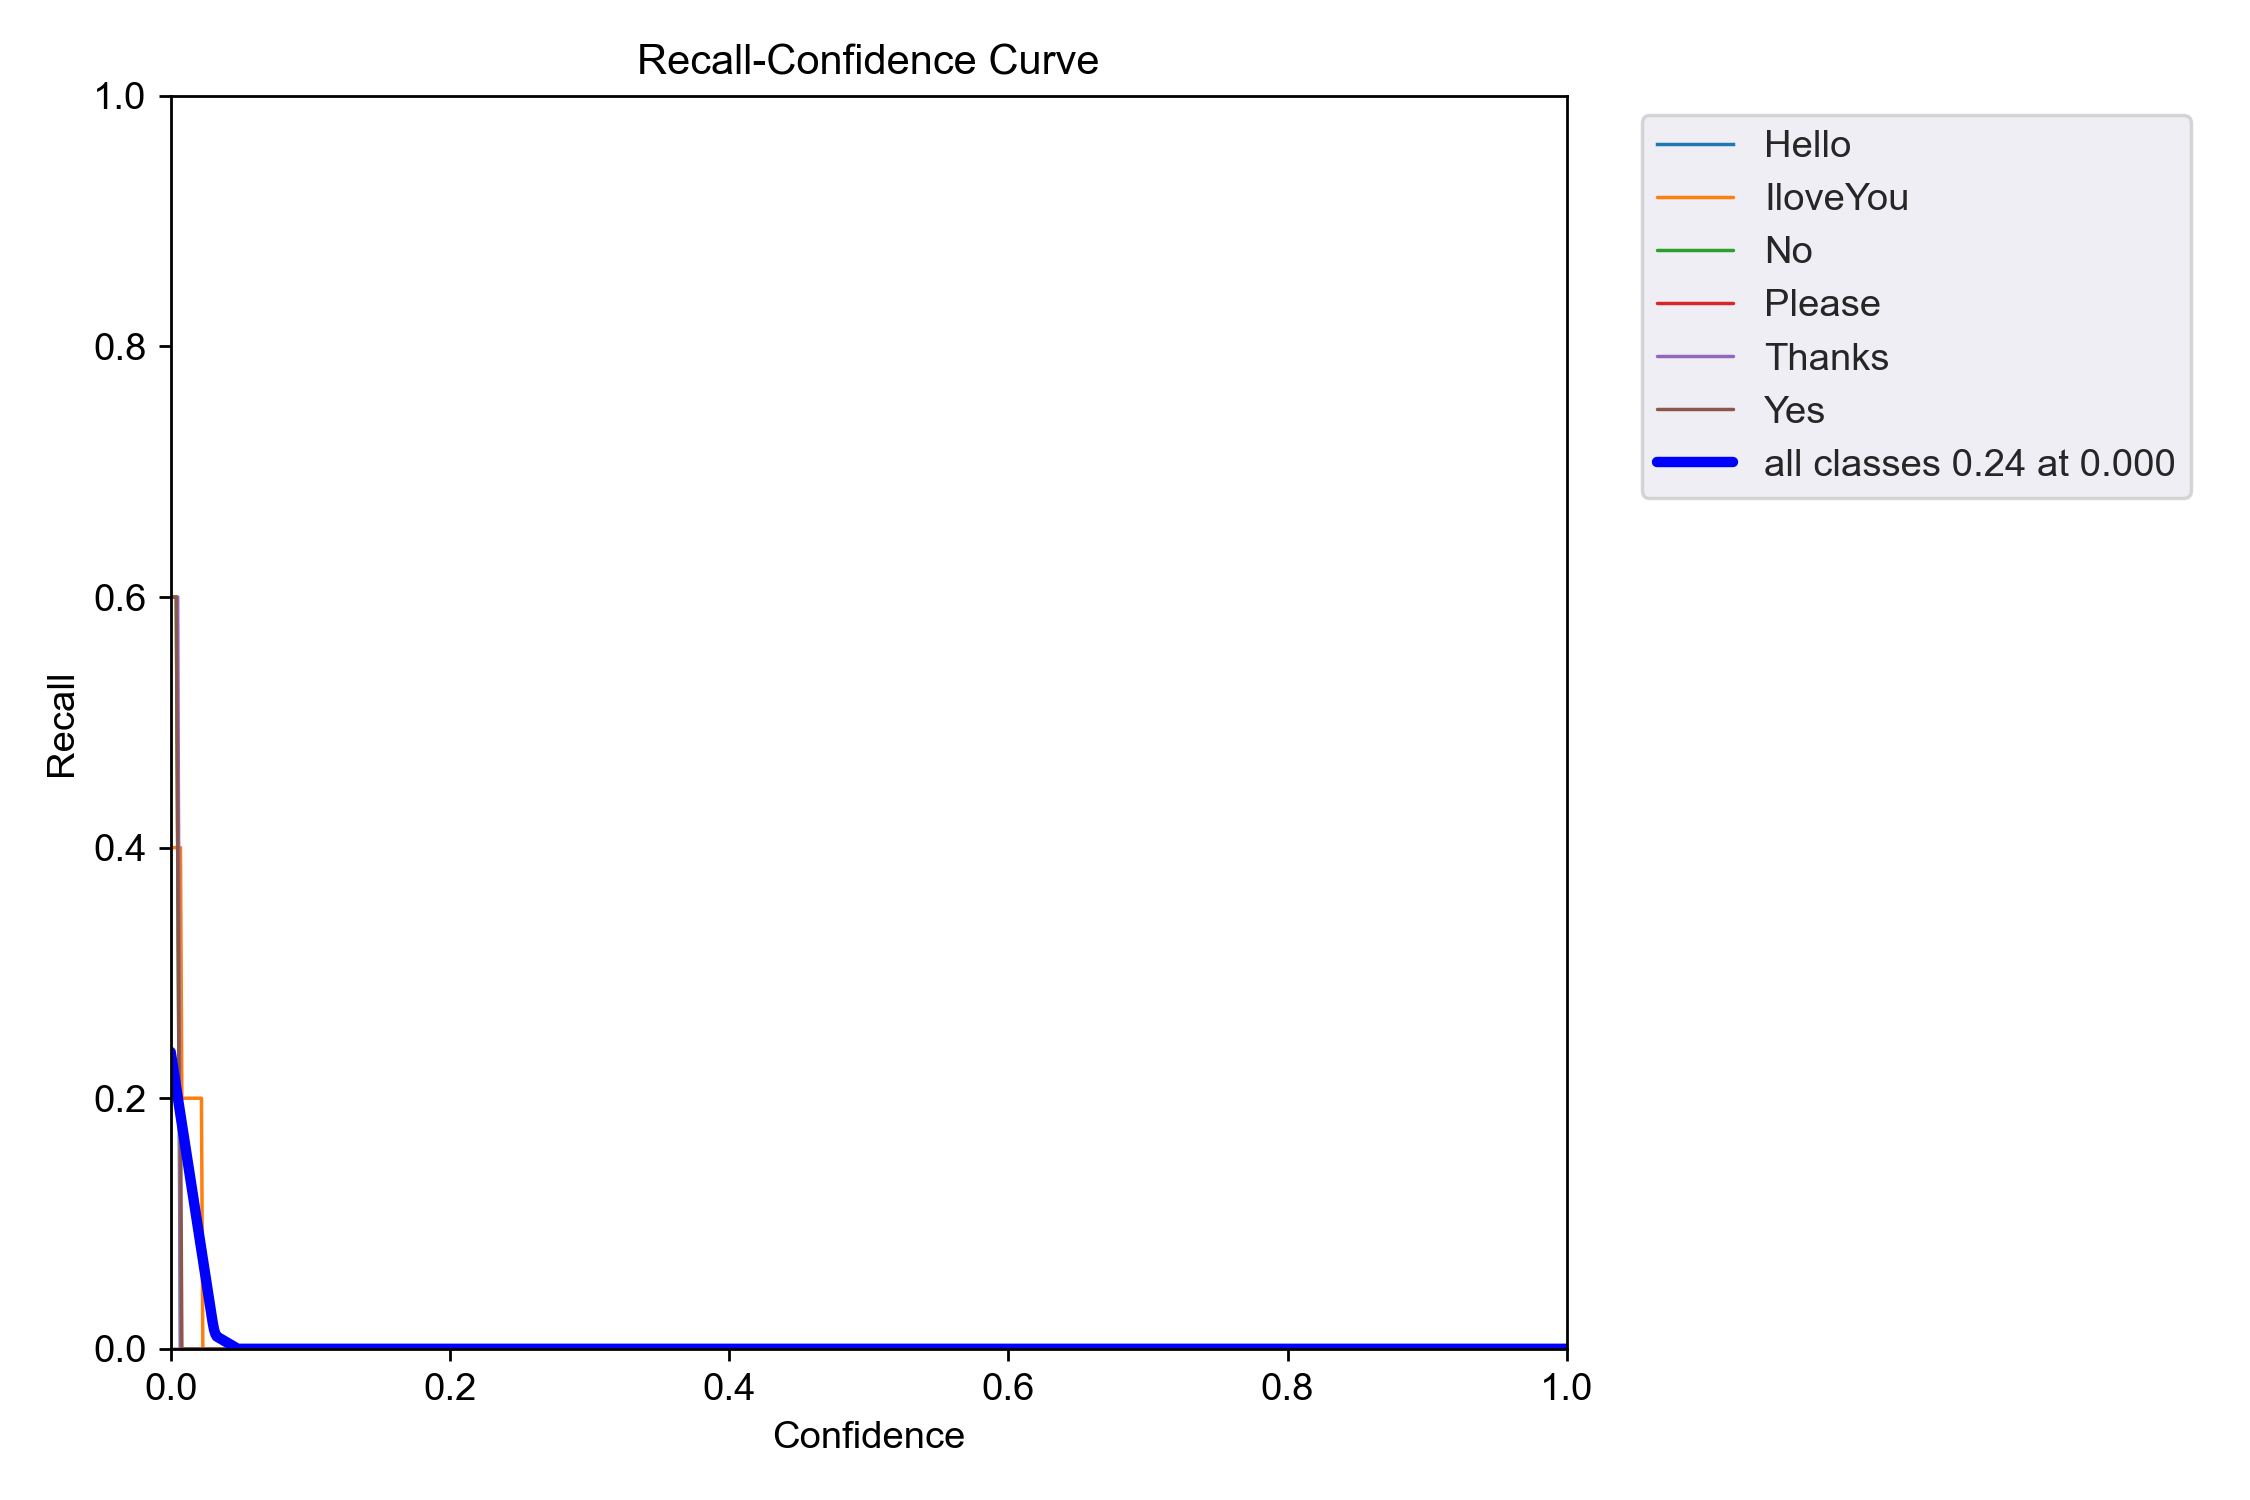 Recall-Confidence Curve
1.0
0.8
0.6
0.4
0.2
0.0
Recall
0.0 0.2 0.4 0.6 0.8 1.0
Confidence
Hello
IloveYou
No
Please
Thanks
Yes
all classes 0.24 at 0.000